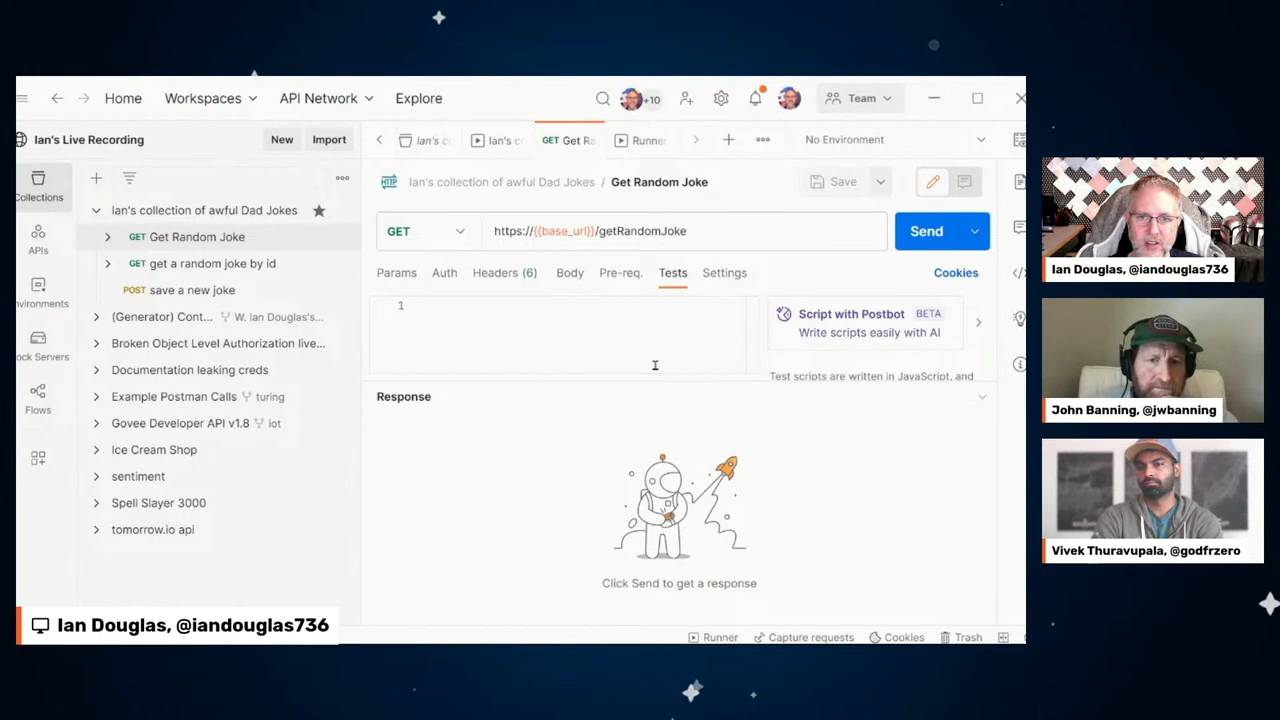 Home
Workspaces
API Network
Explore
+10
Team
Ian's Live Recording
New
Import
GET Get Ra
Runner
No Environment
Collections
APIs
Flows
Ian's collection of awful Dad Jokes
GET Get Random Joke
GET get a random joke by id
POST save a new joke
(Generator) Cont... W. Ian Douglas's...
Broken Object Level Authorization live...
Documentation leaking creds
Example Postman Calls turing
Govee Developer API v1.8 iot
Ice Cream Shop
sentiment
Spell Slayer 3000
tomorrow.io api
HTTP
Ian's collection of awful Dad Jokes / Get Random Joke
Save
GET
https://{{base_url}}/getRandomJoke
Send
Params
Auth
Headers (6)
Body
Pre-req.
Tests
Settings
Cookies
1
Script with Postbot BETA
Write scripts easily with AI
Test scripts are written in JavaScript, and
Response
Click Send to get a response
Runner
Capture requests
Cookies
Trash
Ian Douglas, @iandouglas736
Ian Douglas, @iandouglas736
John Banning, @jwbanning
Vivek Thuravupala, @godfrzero